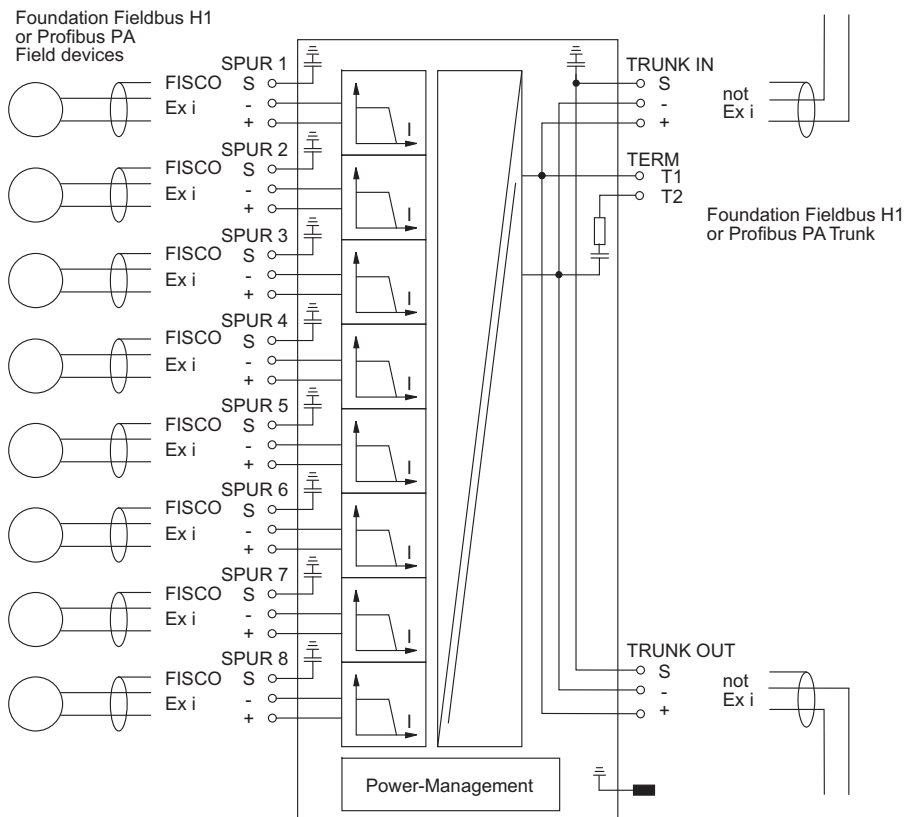 Foundation Fieldbus H1
or Profibus PA
Field devices
SPUR 1
FISCO S
Ex i -
+
I
SPUR 2
FISCO S
Ex i -
+
I
SPUR 3
FISCO S
Ex i -
+
I
SPUR 4
FISCO S
Ex i -
+
I
SPUR 5
FISCO S
Ex i -
+
I
SPUR 6
FISCO S
Ex i -
+
I
SPUR 7
FISCO S
Ex i -
+
I
SPUR 8
FISCO S
Ex i -
+
I
Power-Management
TRUNK IN
S
-
+
not
Ex i
TERM
T1
T2
Foundation Fieldbus H1
or Profibus PA Trunk
TRUNK OUT
S
-
+
not
Ex i